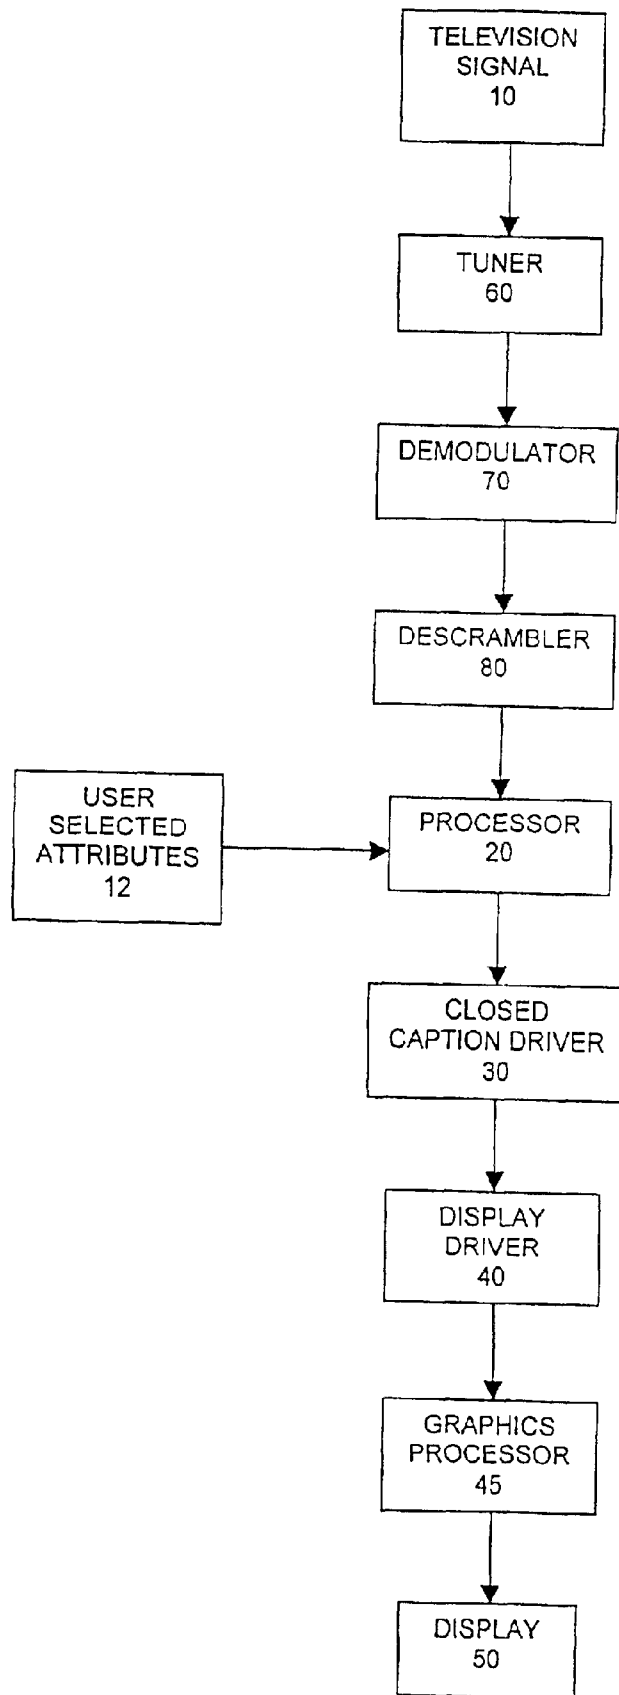 TELEVISION
SIGNAL
10
TUNER
60
DEMODULATOR
70
DESCRAMBLER
80
USER
SELECTED
ATTRIBUTES
12
PROCESSOR
20
CLOSED
CAPTION DRIVER
30
DISPLAY
DRIVER
40
GRAPHICS
PROCESSOR
45
DISPLAY
50